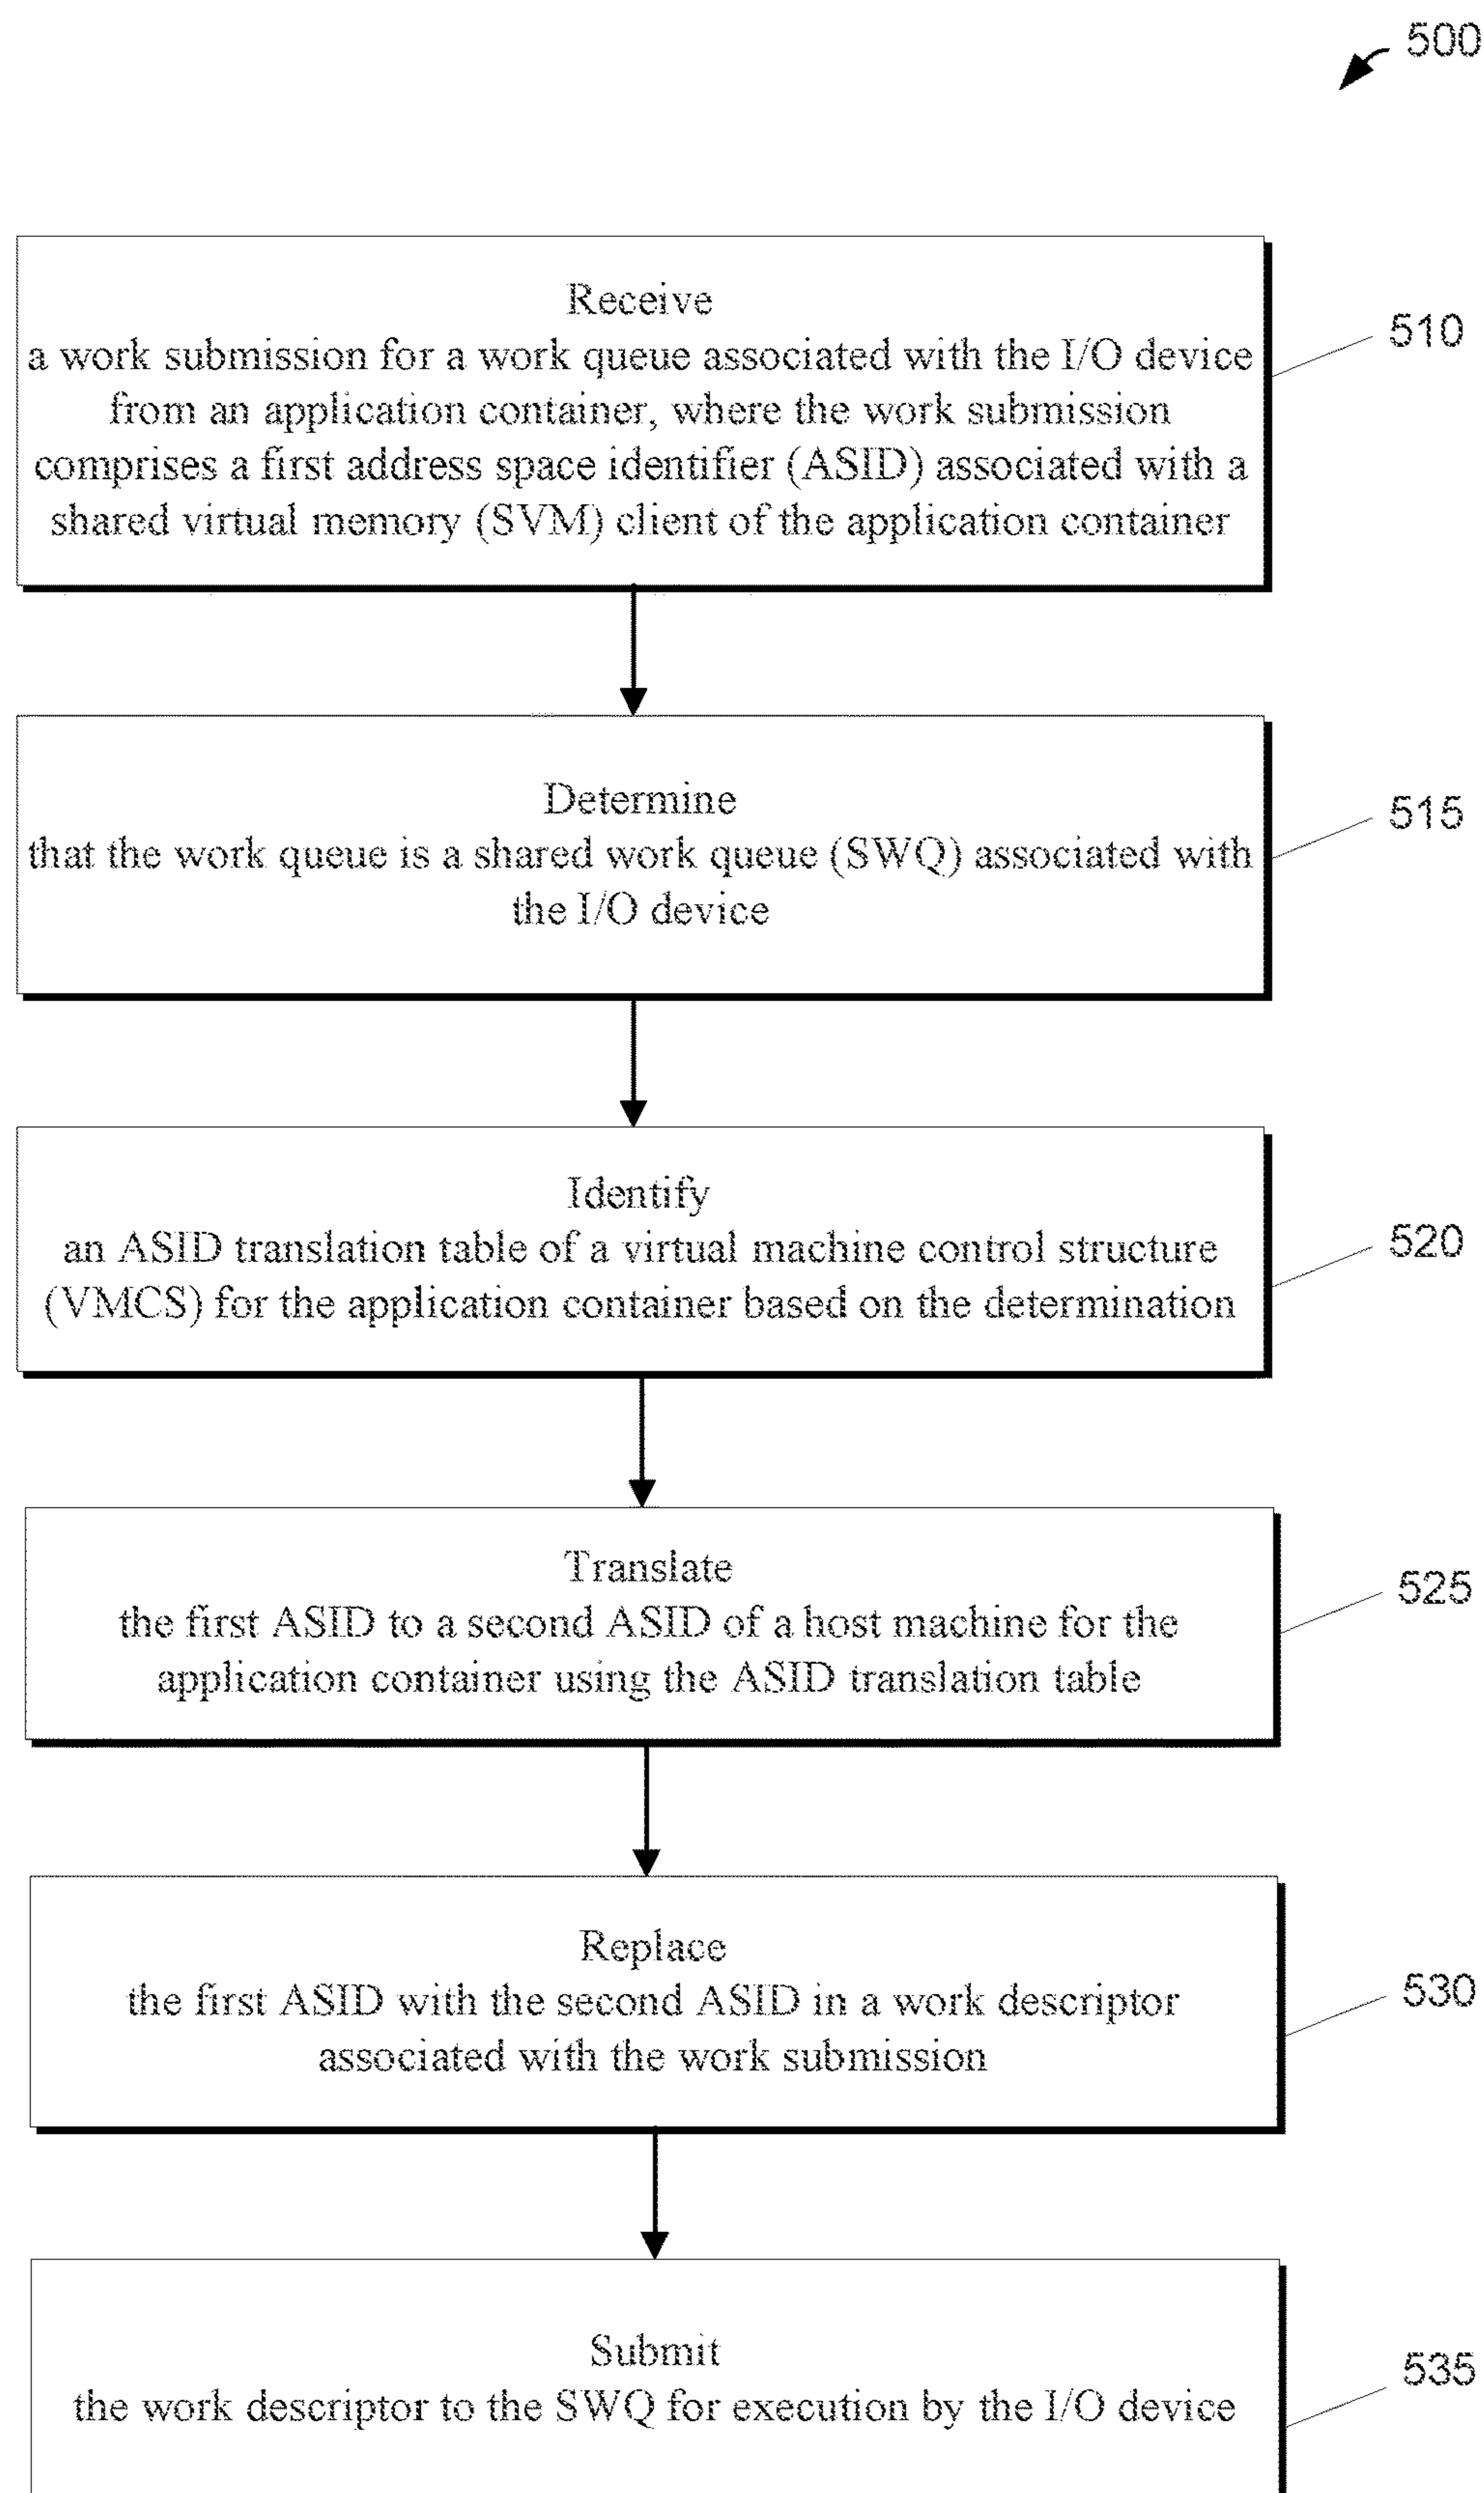 500
Receive
a work submission for a work queue associated with the I/O device
from an application container, where the work submission
comprises a first address space identifier (ASID) associated with a
shared virtual memory (SVM) client of the application container
510
Determine
that the work queue is a shared work queue (SWQ) associated with
the I/O device
515
Identify
an ASID translation table of a virtual machine control structure
(VMCS) for the application container based on the determination
520
Translate
the first ASID to a second ASID of a host machine for the
application container using the ASID translation table
525
Replace
the first ASID with the second ASID in a work descriptor
associated with the work submission
530
Submit
the work descriptor to the SWQ for execution by the I/O device
535